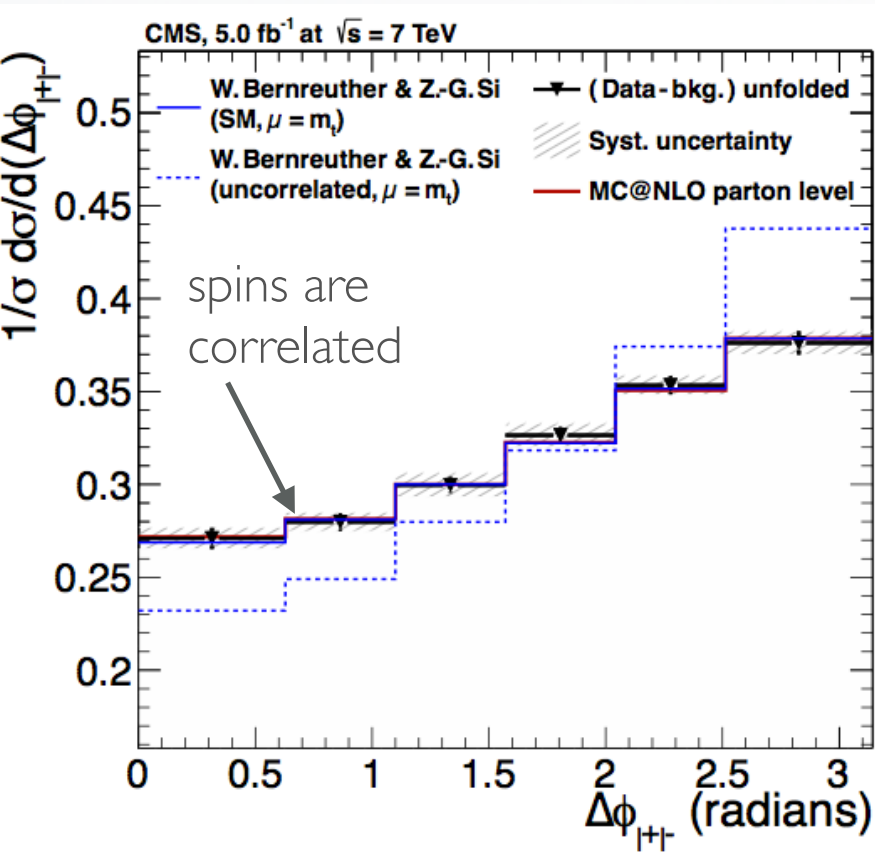 CMS, 5.0 fb⁻¹ at √s = 7 TeV
W. Bernreuther & Z.-G. Si
(SM, μ = mₜ)
W. Bernreuther & Z.-G. Si
(uncorrelated, μ = mₜ)
(Data-bkg.) unfolded
Syst. uncertainty
MC@NLO parton level
1/σ dσ/d(Δϕ_|+|-)
0.5
0.45
0.4
0.35
0.3
0.25
0.2
spins are
correlated
0 0.5 1 1.5 2 2.5 3
Δϕ_|+|- (radians)